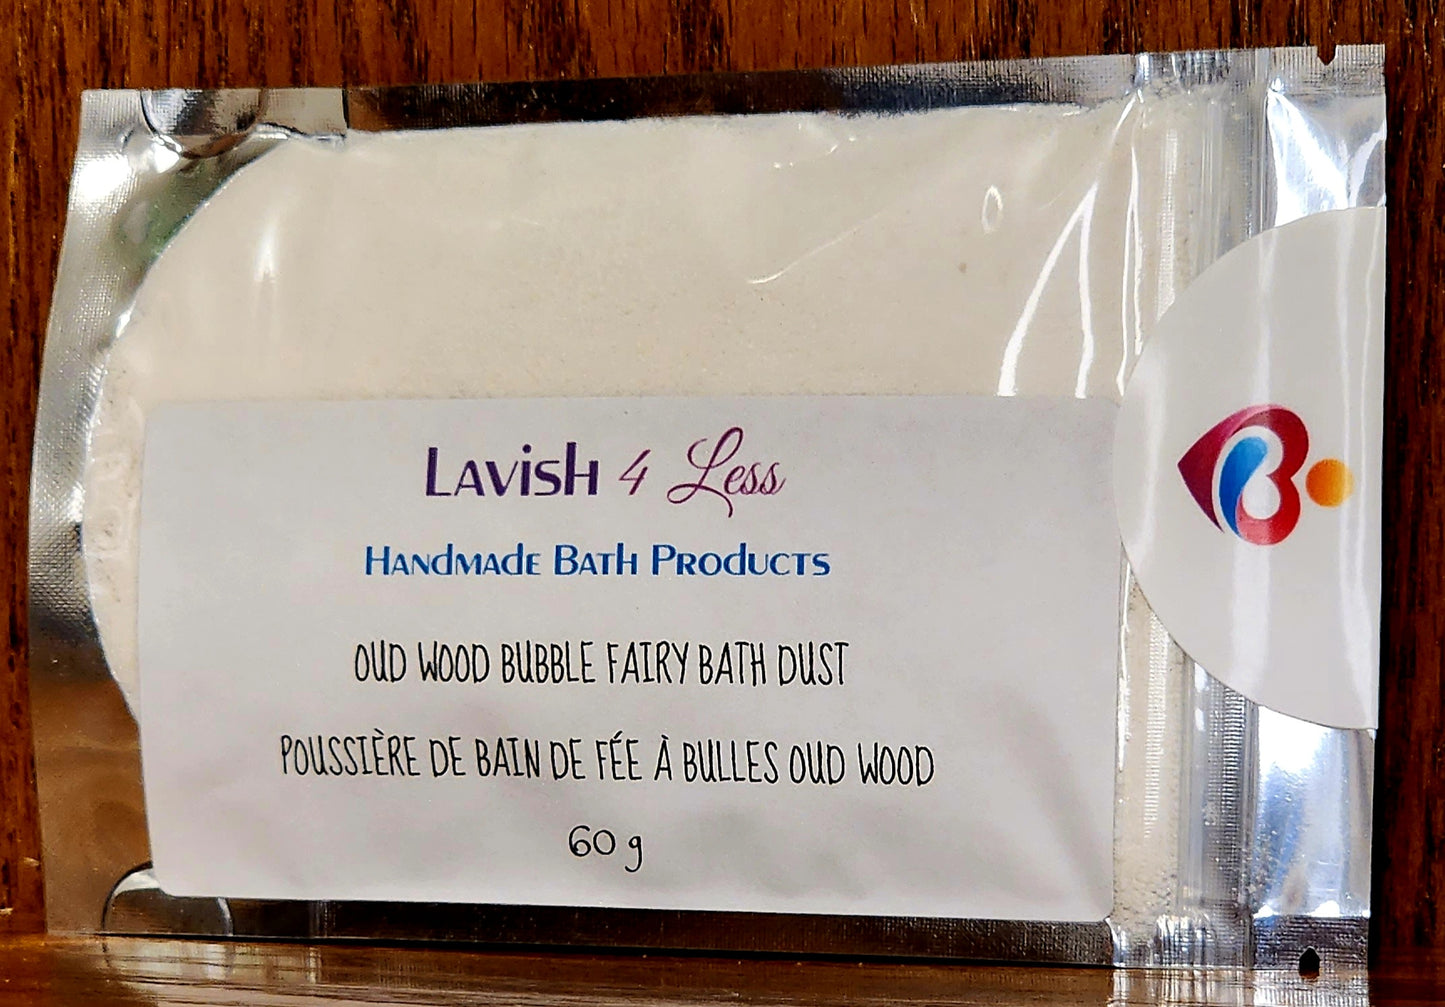 Lavish 4 Less
Handmade Bath Products
OUD WOOD BUBBLE FAIRY BATH DUST
POUSSIÈRE DE BAIN DE FÉE À BULLES OUD WOOD
60 g